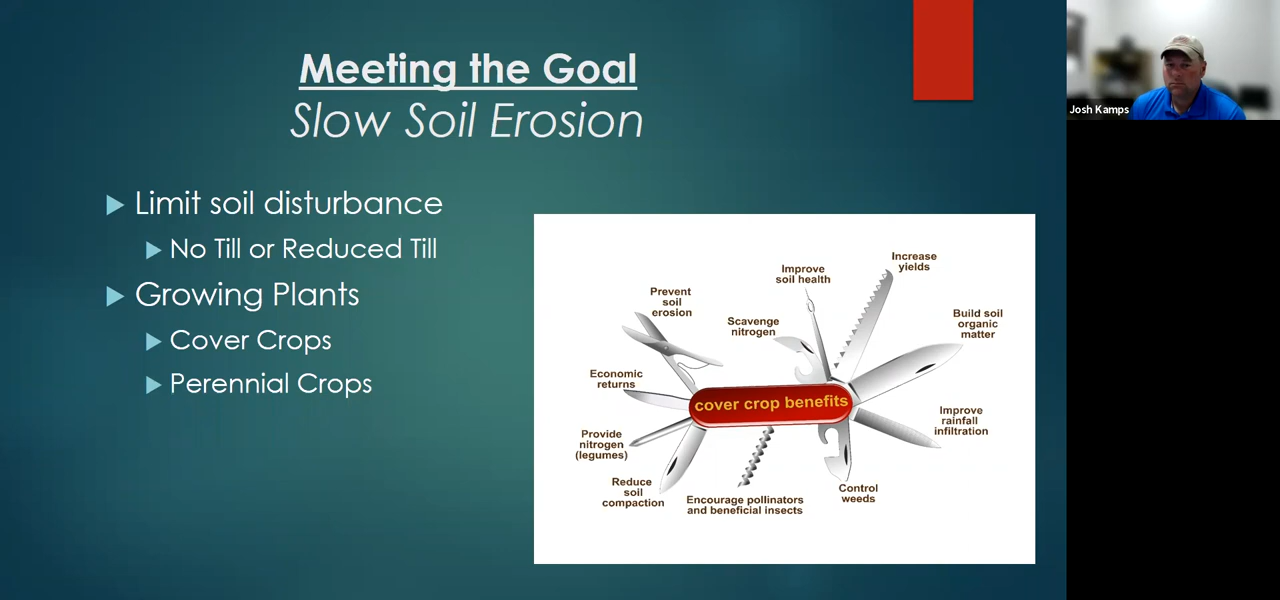 Meeting the Goal
Slow Soil Erosion
Limit soil disturbance
No Till or Reduced Till
Growing Plants
Cover Crops
Perennial Crops
Increase
yields
Improve
soil health
Prevent
soil
erosion
Scavenge
nitrogen
Build soil
organic
matter
Economic
returns
cover crop benefits
Improve
rainfall
infiltration
Provide
nitrogen
(legumes)
Reduce
soil
compaction
Encourage pollinators
and beneficial insects
Control
weeds
Josh Kamps